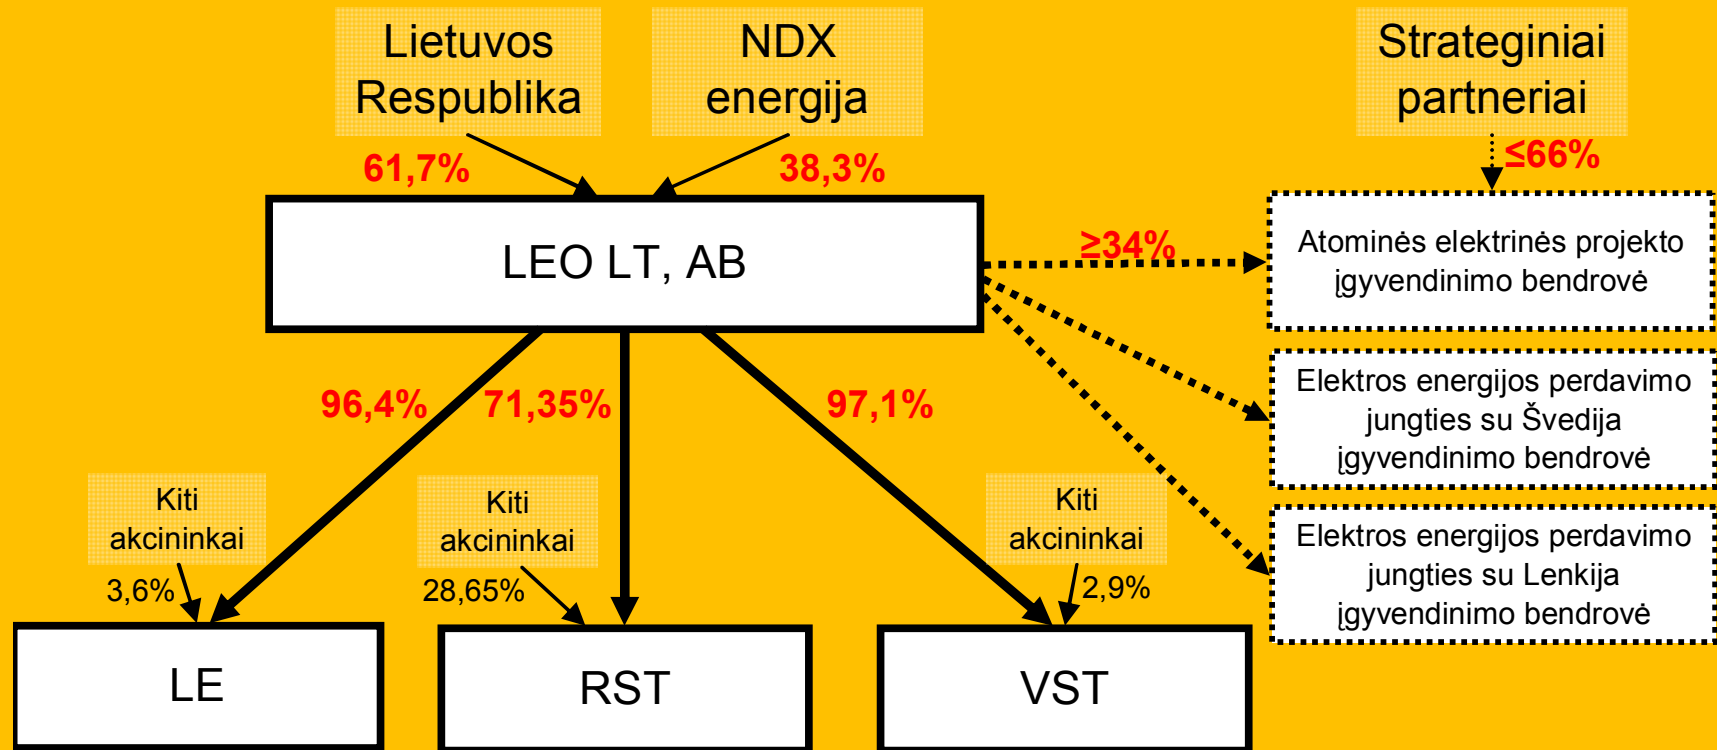 Lietuvos
Respublika
NDX
energija
Strateginiai
partneriai
61,7%
38,3%
≤66%
LEO LT, AB
≥34%
Atominės elektrinės projekto
įgyvendinimo bendrovė
Elektros energijos perdavimo
jungties su Švedija
įgyvendinimo bendrovė
Elektros energijos perdavimo
jungties su Lenkija
įgyvendinimo bendrovė
96,4%
71,35%
97,1%
Kiti
akcininkai
3,6%
Kiti
akcininkai
28,65%
Kiti
akcininkai
2,9%
LE
RST
VST